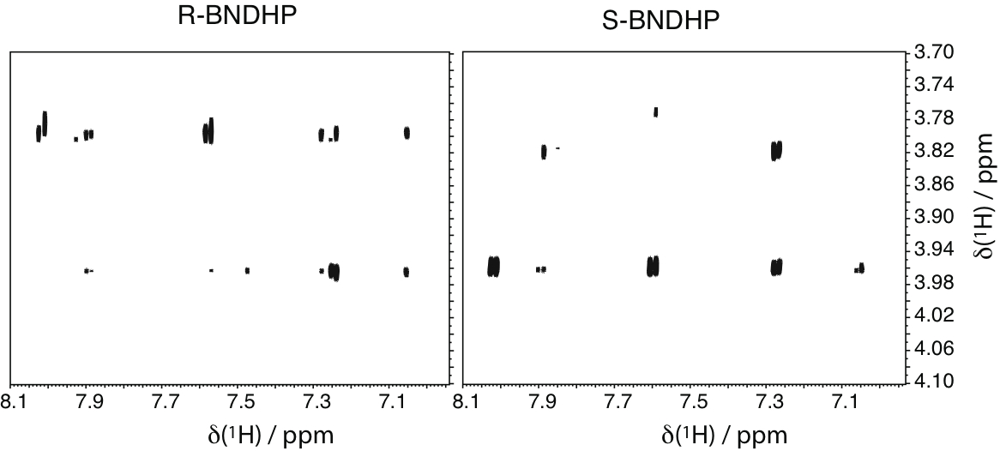 R-BNDHP
S-BNDHP
3.70
3.74
3.78
3.82
3.86
3.90
3.94
3.98
4.02
4.06
4.10
δ(¹H) / ppm
8.1 7.9 7.7 7.5 7.3 7.1
8.1 7.9 7.7 7.5 7.3 7.1
δ(¹H) / ppm
δ(¹H) / ppm